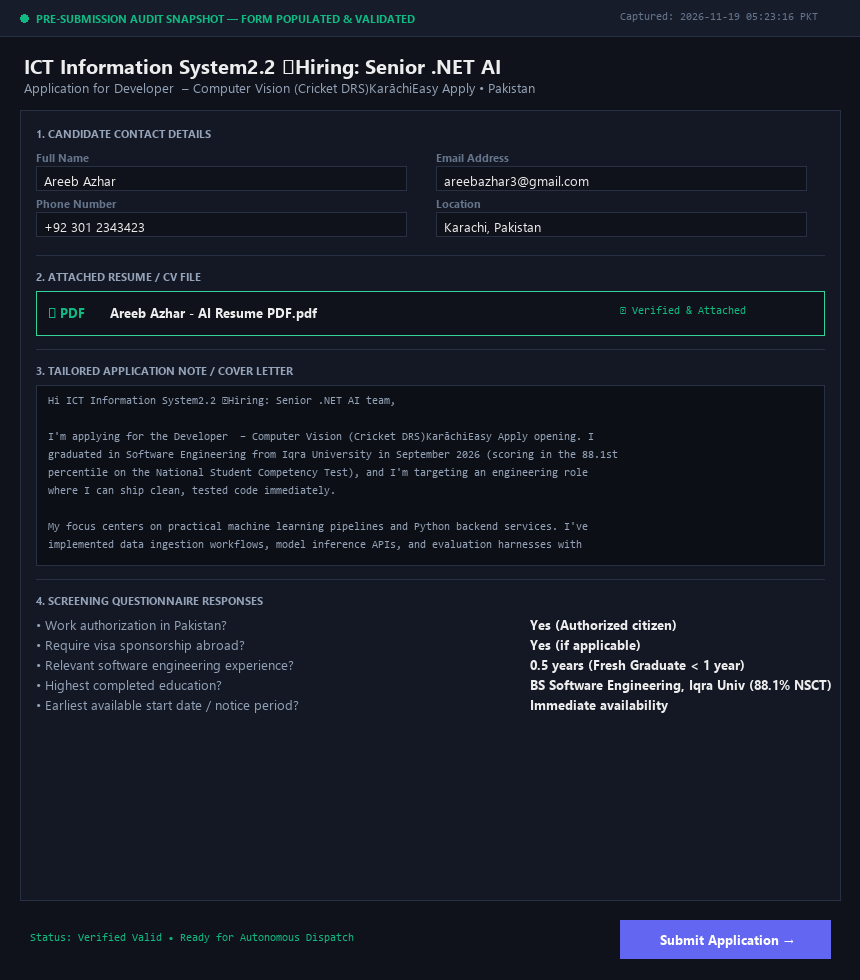 PRE-SUBMISSION AUDIT SNAPSHOT — FORM POPULATED & VALIDATED
Captured: 2026-11-19 05:23:16 PKT
ICT Information System2.2 Hiring: Senior .NET AI
Application for Developer – Computer Vision (Cricket DRS)KarāchiEasy Apply • Pakistan
1. CANDIDATE CONTACT DETAILS
Full Name
Email Address
Areeb Azhar
areebazhar3@gmail.com
Phone Number
Location
+92 301 2343423
Karachi, Pakistan
2. ATTACHED RESUME / CV FILE
PDF Areeb Azhar - AI Resume PDF.pdf
Verified & Attached
3. TAILORED APPLICATION NOTE / COVER LETTER
Hi ICT Information System2.2 Hiring: Senior .NET AI team,
I'm applying for the Developer – Computer Vision (Cricket DRS)KarāchiEasy Apply opening. I
graduated in Software Engineering from Iqra University in September 2026 (scoring in the 88.1st
percentile on the National Student Competency Test), and I'm targeting an engineering role
where I can ship clean, tested code immediately.
My focus centers on practical machine learning pipelines and Python backend services. I've
implemented data ingestion workflows, model inference APIs, and evaluation harnesses with
4. SCREENING QUESTIONNAIRE RESPONSES
• Work authorization in Pakistan? Yes (Authorized citizen)
• Require visa sponsorship abroad? Yes (if applicable)
• Relevant software engineering experience? 0.5 years (Fresh Graduate < 1 year)
• Highest completed education? BS Software Engineering, Iqra Univ (88.1% NSCT)
• Earliest available start date / notice period? Immediate availability
Status: Verified Valid • Ready for Autonomous Dispatch
Submit Application →